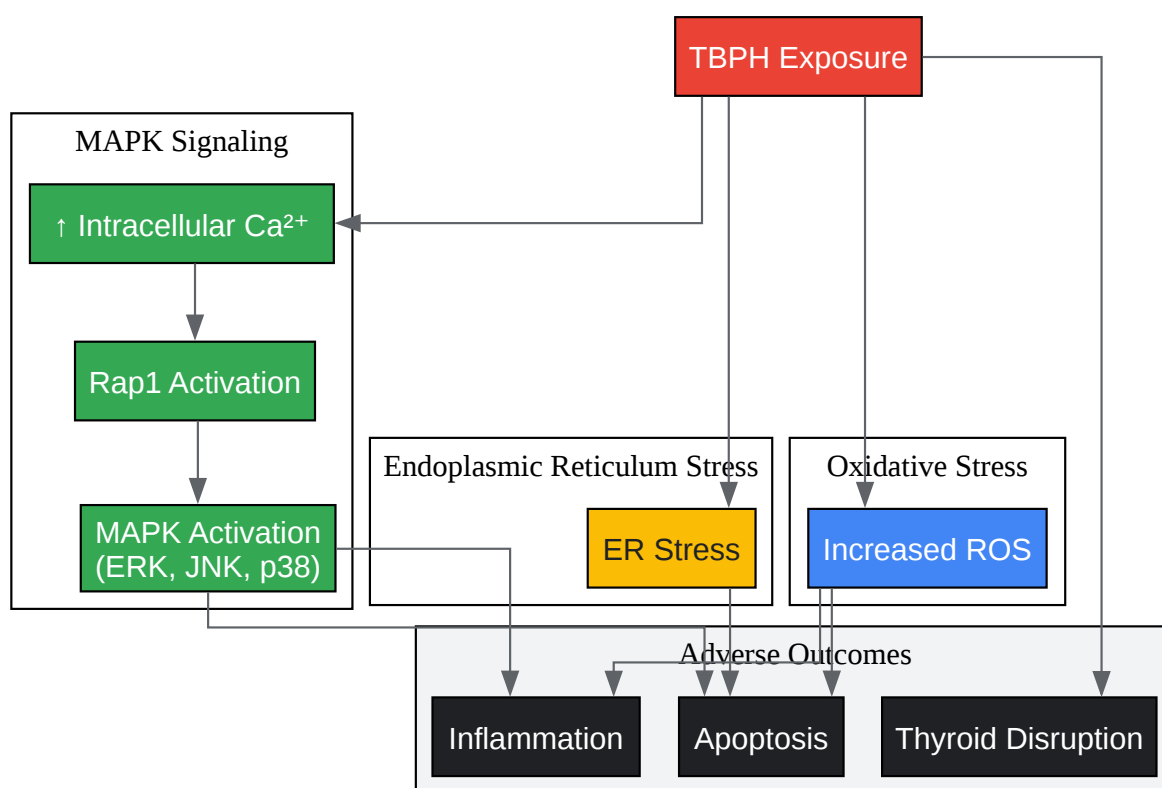 TBPH Exposure
MAPK Signaling
↑ Intracellular Ca²⁺
Rap1 Activation
MAPK Activation
(ERK, JNK, p38)
Endoplasmic Reticulum Stress
ER Stress
Oxidative Stress
Increased ROS
Adverse Outcomes
Inflammation
Apoptosis
Thyroid Disruption